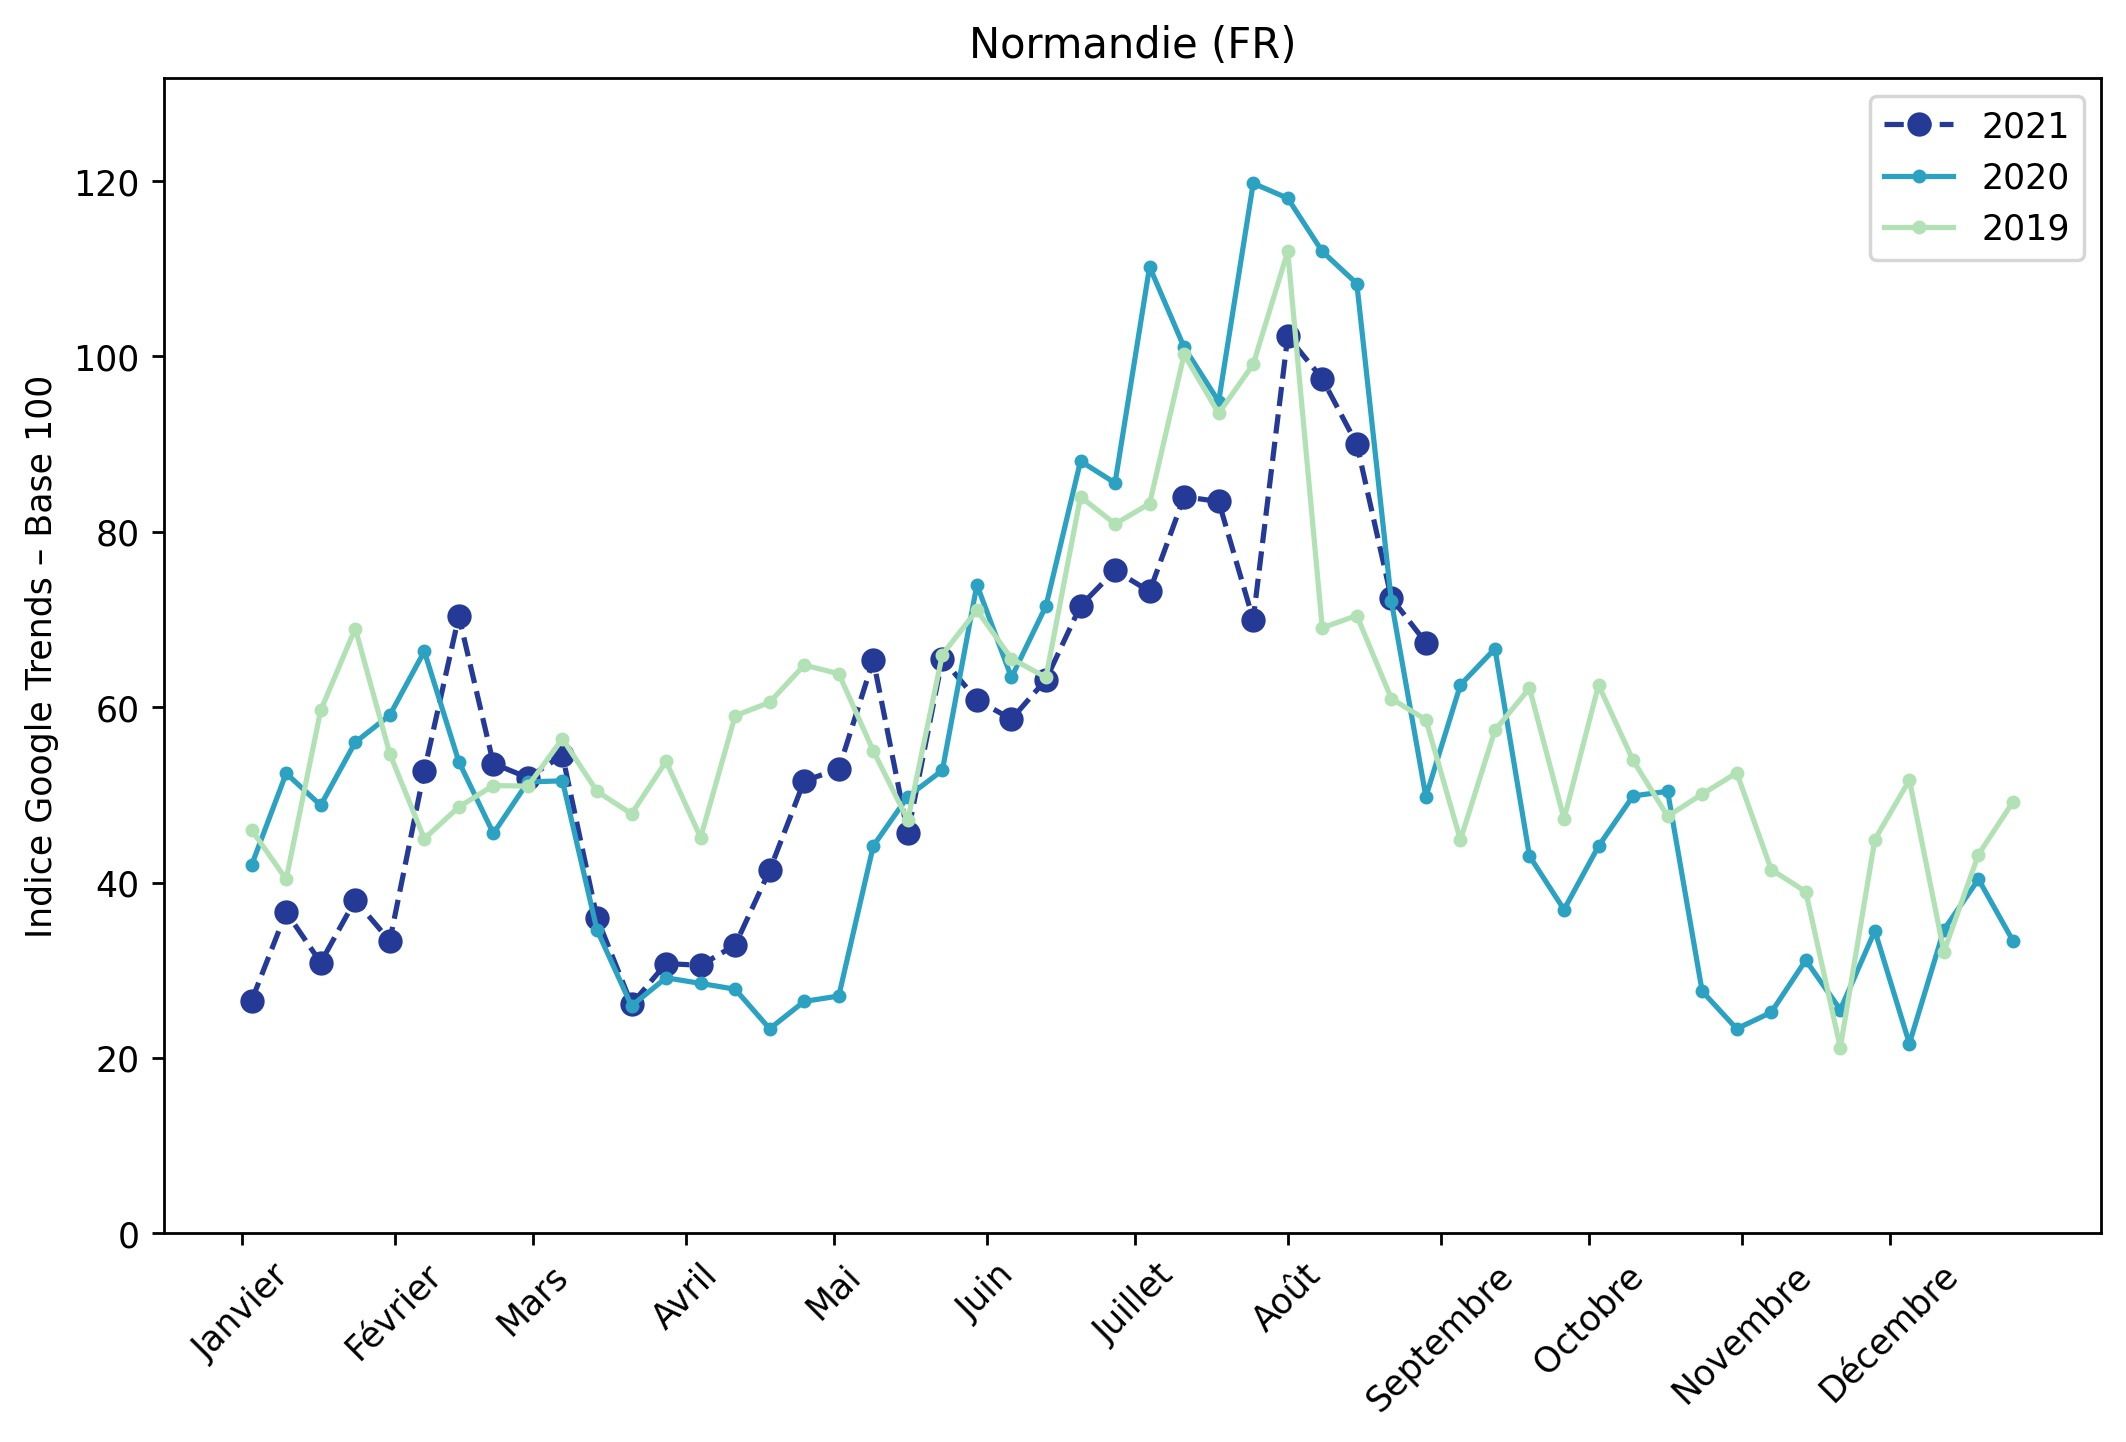 Normandie (FR)
Indice Google Trends – Base 100
120
100
80
60
40
20
0
2021
2020
2019
Janvier
Février
Mars
Avril
Mai
Juin
Juillet
Août
Septembre
Octobre
Novembre
Décembre